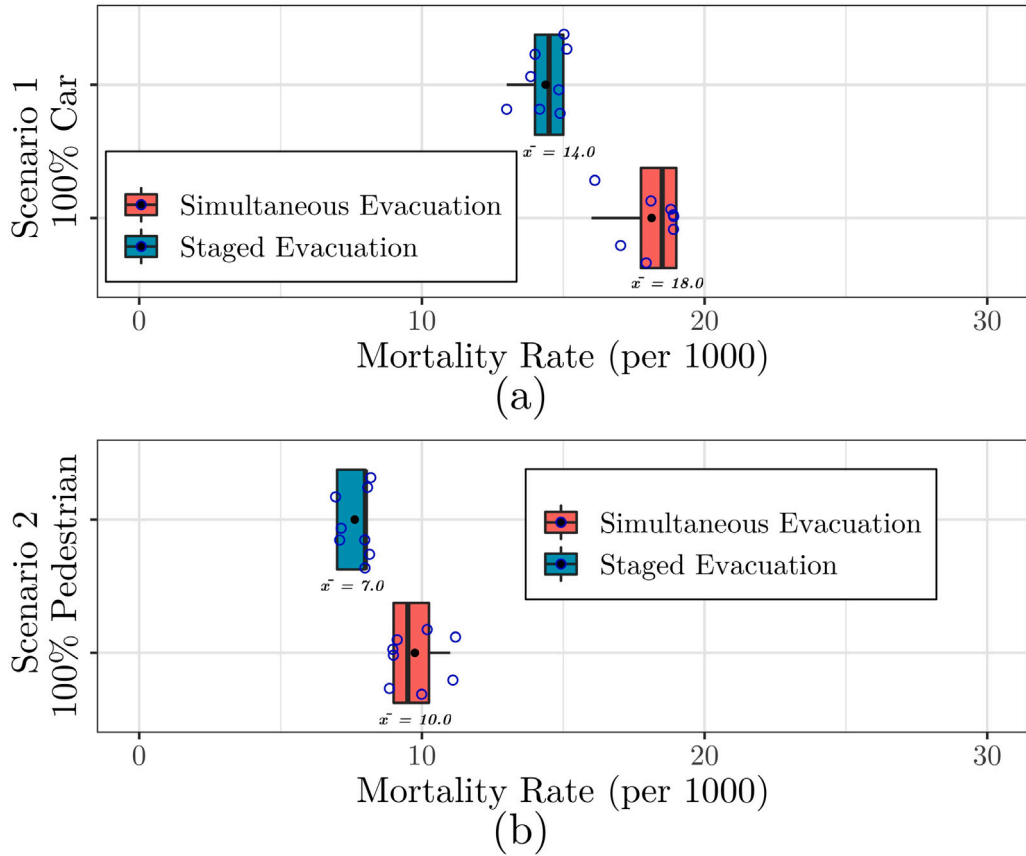 Scenario 1
100% Car
x̄ = 14.0
Simultaneous Evacuation
Staged Evacuation
x̄ = 18.0
0 10 20 30
Mortality Rate (per 1000)
(a)
Scenario 2
100% Pedestrian
Simultaneous Evacuation
Staged Evacuation
x̄ = 7.0
x̄ = 10.0
0 10 20 30
Mortality Rate (per 1000)
(b)